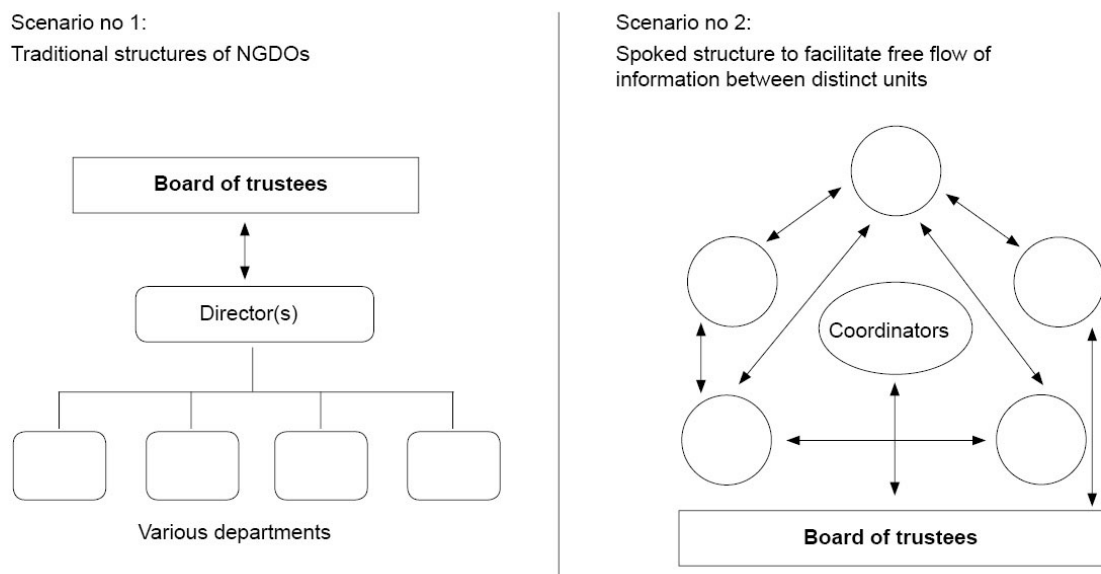 Scenario no 1:
Traditional structures of NGDOs
Board of trustees
Director(s)
Various departments
Scenario no 2:
Spoked structure to facilitate free flow of
information between distinct units
Coordinators
Board of trustees